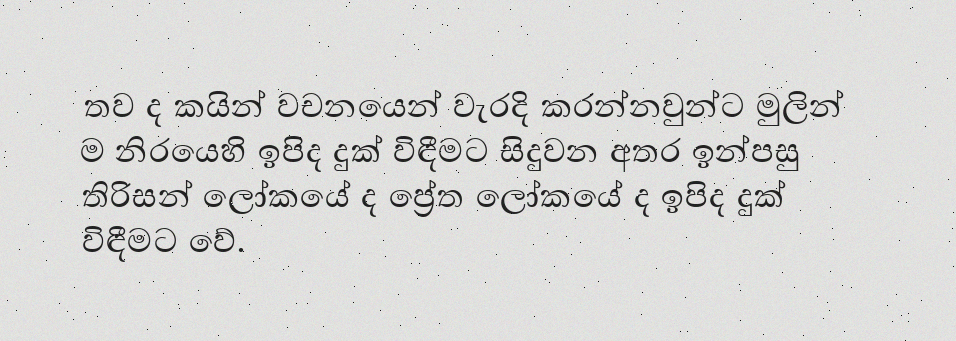 තව ද කයින් වචනයෙන් වැරදි කරන්නවුන්ට මුලින්
ම නිරයෙහි ඉපිද දුක් විඳීමට සිදුවන අතර ඉන්පසු
තිරිසන් ලෝකයේ ද ප්‍රේත ලෝකයේ ද ඉපිද දුක්
විඳීමට වේ.